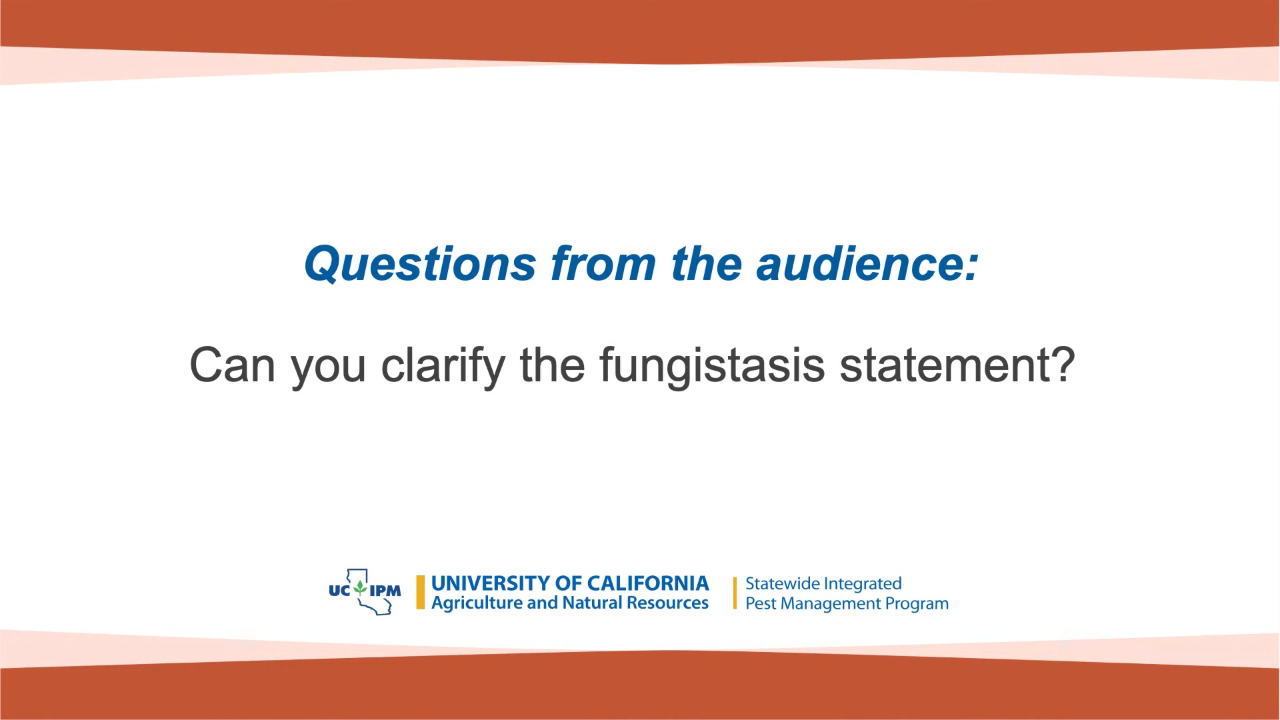 Questions from the audience:
Can you clarify the fungistasis statement?
UC IPM
UNIVERSITY OF CALIFORNIA
Agriculture and Natural Resources
Statewide Integrated
Pest Management Program